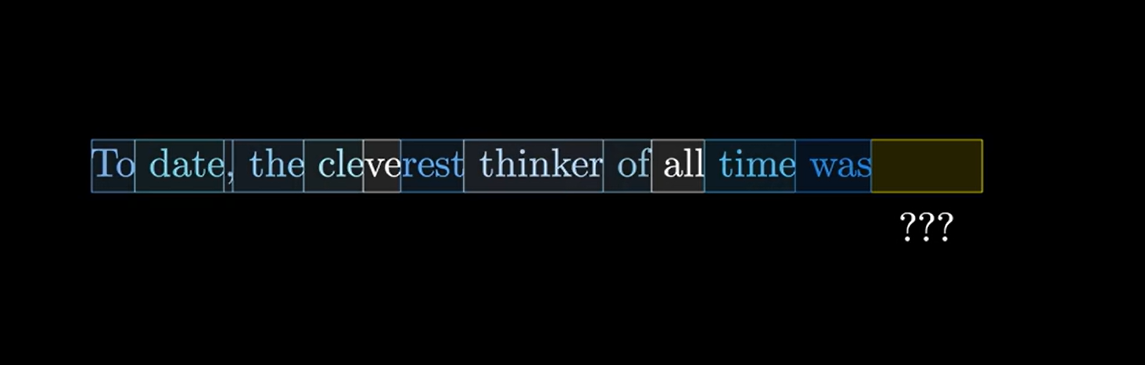 To date, the cleverest thinker of all time was
???